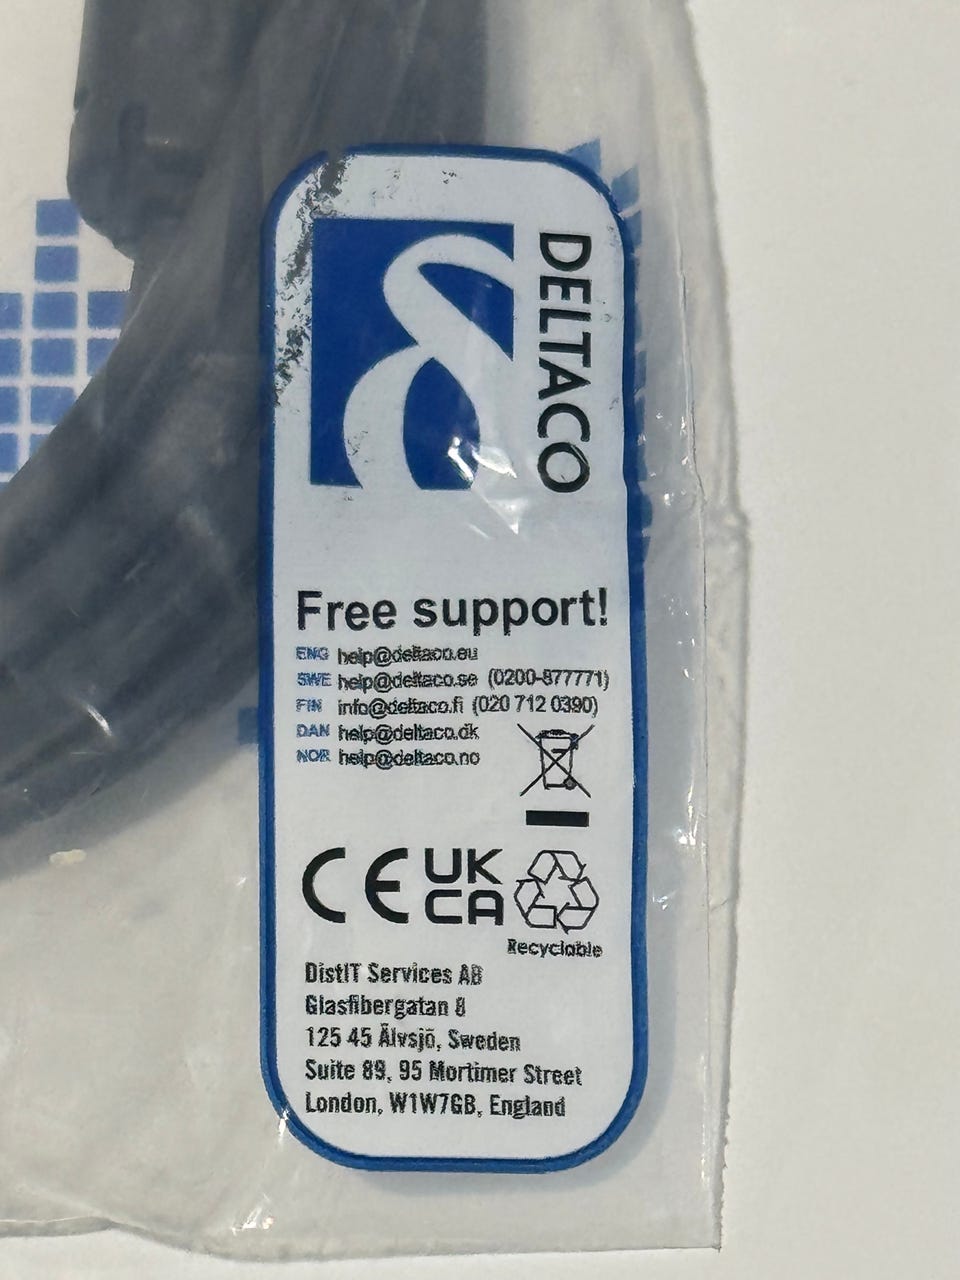 DELTACO
Free support!
ENG help@deltaco.eu
SWE help@deltaco.se (0200-877771)
FIN info@deltaco.fi (020 712 0390)
DAN help@deltaco.dk
NOR help@deltaco.no
CE UK
CA
Recyclable
DistIT Services AB
Glasfibergatan 8
125 45 Älvsjö, Sweden
Suite 89, 95 Mortimer Street
London, W1W7GB, England